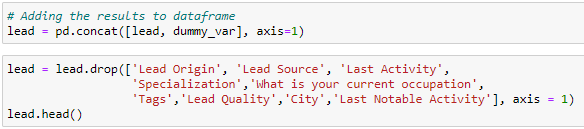 # Adding the results to dataframe
lead = pd.concat([lead, dummy_var], axis=1)
lead = lead.drop(['Lead Origin', 'Lead Source', 'Last Activity',
'Specialization','What is your current occupation',
'Tags','Lead Quality','City','Last Notable Activity'], axis = 1)
lead.head()